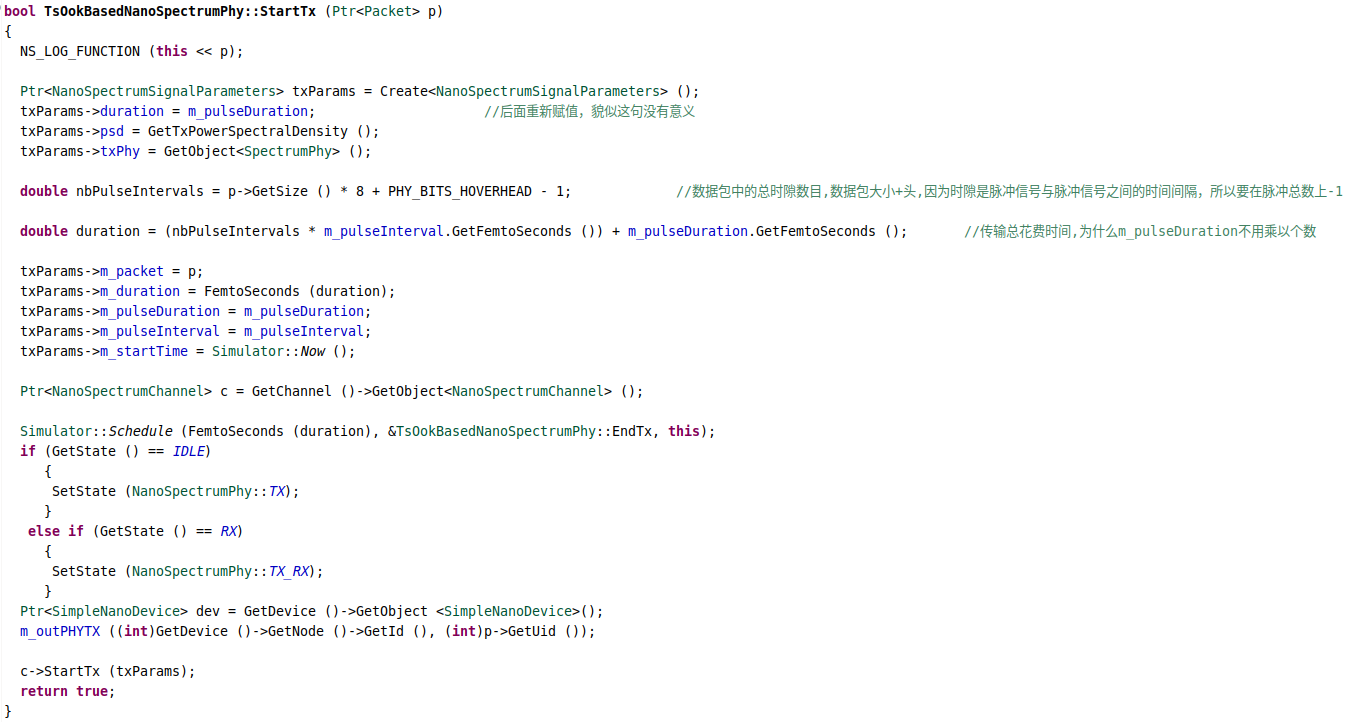 bool TsOokBasedNanoSpectrumPhy::StartTx (Ptr<Packet> p)
{
NS_LOG_FUNCTION (this << p);
Ptr<NanoSpectrumSignalParameters> txParams = Create<NanoSpectrumSignalParameters> ();
txParams->duration = m_pulseDuration; //后面重新赋值，貌似这句没有意义
txParams->psd = GetTxPowerSpectralDensity ();
txParams->txPhy = GetObject<SpectrumPhy> ();
double nbPulseIntervals = p->GetSize () * 8 + PHY_BITS_HOVERHEAD - 1; //数据包中的总时隙数目,数据包大小+头,因为时隙是脉冲信号与脉冲信号之间的时间间隔，所以要在脉冲总数上-1
double duration = (nbPulseIntervals * m_pulseInterval.GetFemtoSeconds ()) + m_pulseDuration.GetFemtoSeconds (); //传输总花费时间,为什么m_pulseDuration不用乘以个数
txParams->m_packet = p;
txParams->m_duration = FemtoSeconds (duration);
txParams->m_pulseDuration = m_pulseDuration;
txParams->m_pulseInterval = m_pulseInterval;
txParams->m_startTime = Simulator::Now ();
Ptr<NanoSpectrumChannel> c = GetChannel ()->GetObject<NanoSpectrumChannel> ();
Simulator::Schedule (FemtoSeconds (duration), &TsOokBasedNanoSpectrumPhy::EndTx, this);
if (GetState () == IDLE)
{
SetState (NanoSpectrumPhy::TX);
}
else if (GetState () == RX)
{
SetState (NanoSpectrumPhy::TX_RX);
}
Ptr<SimpleNanoDevice> dev = GetDevice ()->GetObject <SimpleNanoDevice>();
m_outPHYTX ((int)GetDevice ()->GetNode ()->GetId (), (int)p->GetUid ());
c->StartTx (txParams);
return true;
}